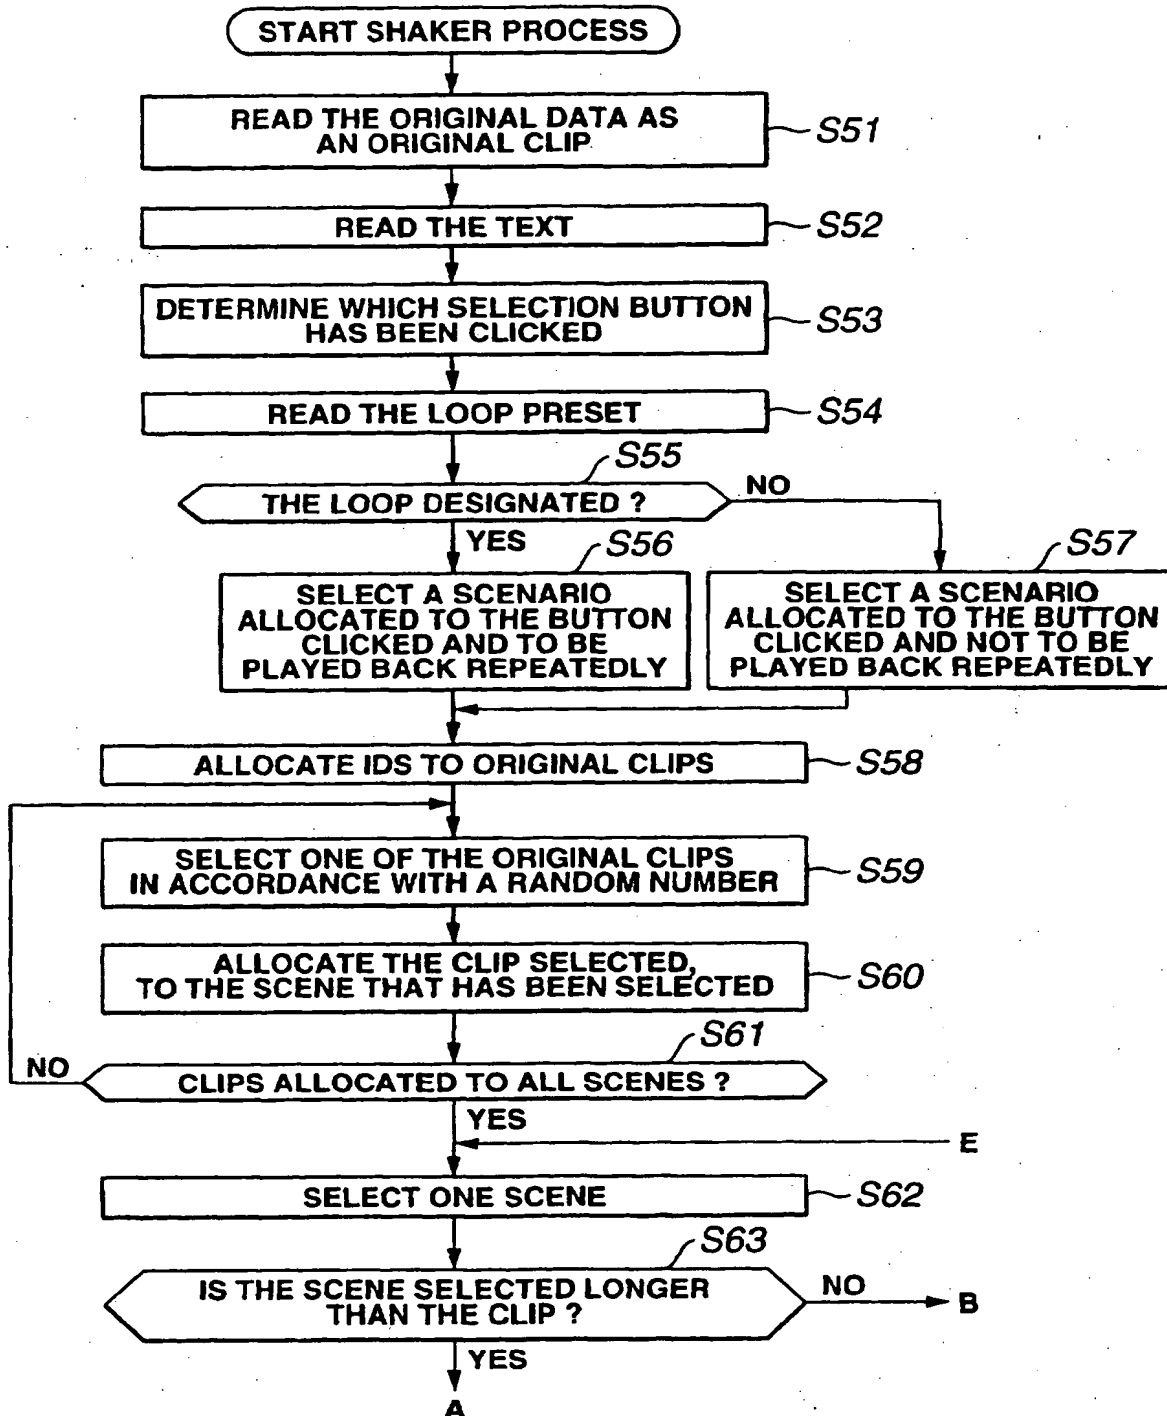 START SHAKER PROCESS
READ THE ORIGINAL DATA AS
AN ORIGINAL CLIP
S51
READ THE TEXT
S52
DETERMINE WHICH SELECTION BUTTON
HAS BEEN CLICKED
S53
READ THE LOOP PRESET
S54
S55
THE LOOP DESIGNATED ?
NO
YES
S56
S57
SELECT A SCENARIO
ALLOCATED TO THE BUTTON
CLICKED AND TO BE
PLAYED BACK REPEATEDLY
SELECT A SCENARIO
ALLOCATED TO THE BUTTON
CLICKED AND NOT TO BE
PLAYED BACK REPEATEDLY
ALLOCATE IDS TO ORIGINAL CLIPS
S58
SELECT ONE OF THE ORIGINAL CLIPS
IN ACCORDANCE WITH A RANDOM NUMBER
S59
ALLOCATE THE CLIP SELECTED,
TO THE SCENE THAT HAS BEEN SELECTED
S60
S61
NO
CLIPS ALLOCATED TO ALL SCENES ?
YES
E
SELECT ONE SCENE
S62
S63
IS THE SCENE SELECTED LONGER
THAN THE CLIP ?
NO
B
YES
A